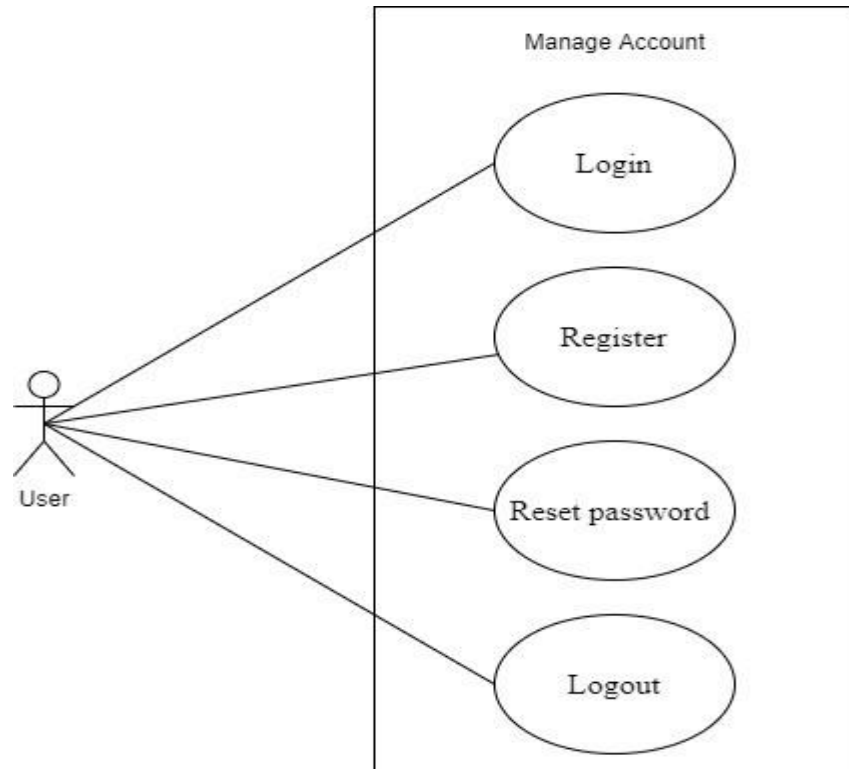 Manage Account
Login
Register
Reset password
Logout
User